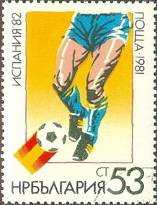 ИСПАНИЯ 82
ПОЩА • 1981
СТ
НРБЪЛГАРИЯ 53